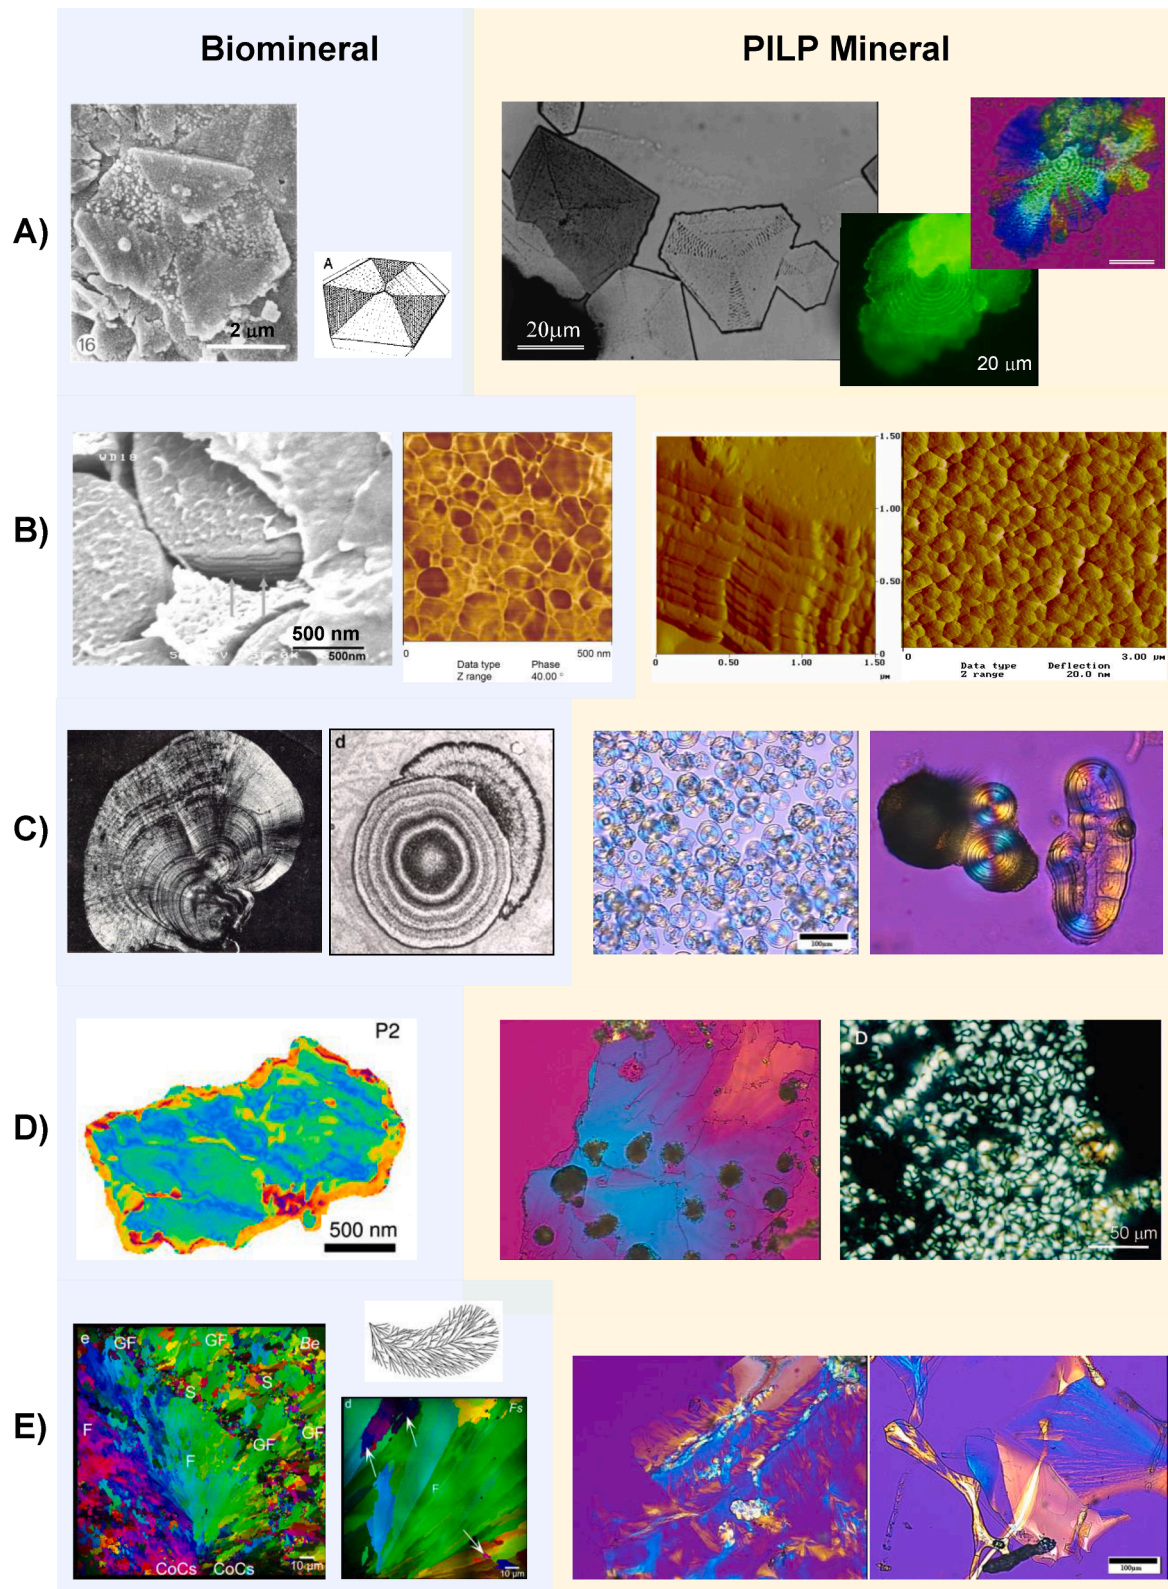 Biomineral
PILP Mineral
A)
16
2 µm
A
20µm
20 µm
B)
WD18
500 nm
500nm
0
500 nm
Data type Phase
Z range 40.00 °
1.50
1.00
0.50
0
0
0.50
1.00
1.50
µm
0
3.00 µm
Data type Deflection
Z range 20.0 nm
C)
d
100µm
D)
P2
500 nm
D
50 µm
E)
e
GF
GF
Be
S
S
F
GF
GF
F
CoCs
CoCs
10 µm
d
Fs
F
10 µm
100µm